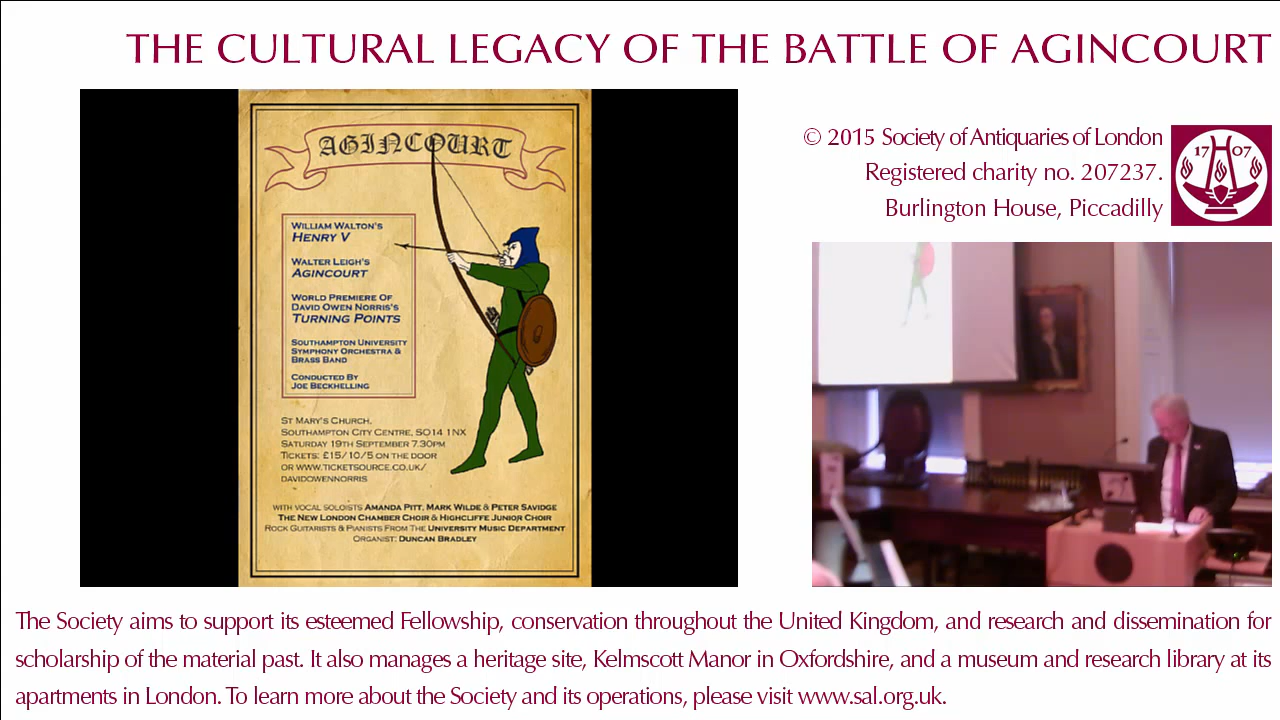 THE CULTURAL LEGACY OF THE BATTLE OF AGINCOURT
AGINCOURT
WILLIAM WALTON'S
HENRY V
WALTER LEIGH'S
AGINCOURT
WORLD PREMIERE OF
DAVID OWEN NORRIS'S
TURNING POINTS
SOUTHAMPTON UNIVERSITY
SYMPHONY ORCHESTRA &
BRASS BAND
CONDUCTED BY
JOE BECKHELLING
ST MARY'S CHURCH,
SOUTHAMPTON CITY CENTRE, SO14 1NX
SATURDAY 19TH SEPTEMBER 7.30PM
TICKETS: £15/10/5 ON THE DOOR
OR WWW.TICKETSOURCE.CO.UK/
DAVIDOWENNORRIS
WITH VOCAL SOLOISTS AMANDA PITT, MARK WILDE & PETER SAVIDGE
THE NEW LONDON CHAMBER CHOIR & HIGHCLIFFE JUNIOR CHOIR
ROCK GUITARISTS & PIANISTS FROM THE UNIVERSITY MUSIC DEPARTMENT
ORGANIST: DUNCAN BRADLEY
© 2015 Society of Antiquaries of London
Registered charity no. 207237.
Burlington House, Piccadilly
17 07
The Society aims to support its esteemed Fellowship, conservation throughout the United Kingdom, and research and dissemination for
scholarship of the material past. It also manages a heritage site, Kelmscott Manor in Oxfordshire, and a museum and research library at its
apartments in London. To learn more about the Society and its operations, please visit www.sal.org.uk.